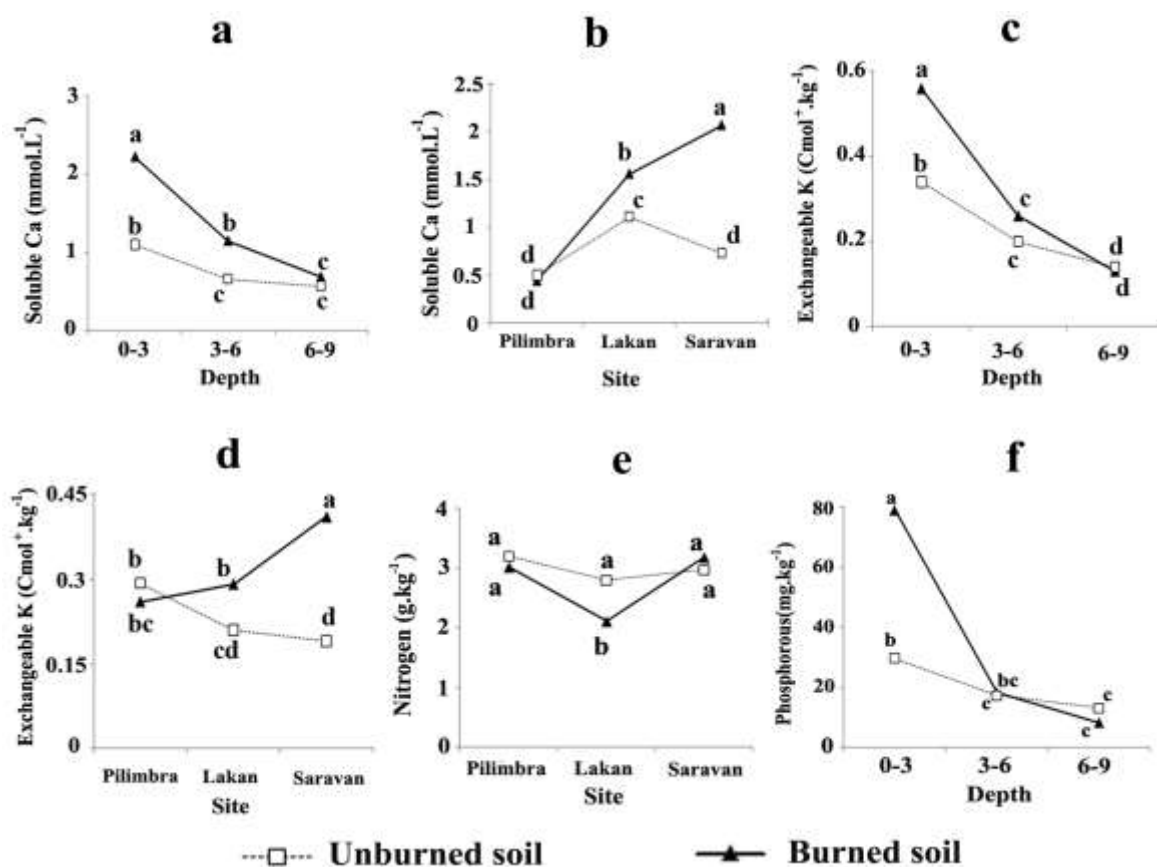 a
Soluble Ca (mmol.L⁻¹)
3
2
1
0
a
b
b
c
c
c
0-3
3-6
6-9
Depth
b
Soluble Ca (mmol.L⁻¹)
2.5
2
1.5
1
0.5
0
a
b
c
d
d
d
Pilimbra
Lakan
Saravan
Site
c
Exchangeable K (Cmol⁺.kg⁻¹)
0.6
0.4
0.2
0
a
b
c
c
d
d
0-3
3-6
6-9
Depth
d
Exchangeable K (Cmol⁺.kg⁻¹)
0.45
0.3
0.15
0
a
b
b
bc
cd
d
Pilimbra
Lakan
Saravan
Site
e
Nitrogen (g.kg⁻¹)
4
3
2
1
0
a
a
a
a
a
b
Pilimbra
Lakan
Saravan
Site
f
Phosphorous(mg.kg⁻¹)
80
60
40
20
0
a
b
bc
c
c
c
0-3
3-6
6-9
Depth
Unburned soil
Burned soil